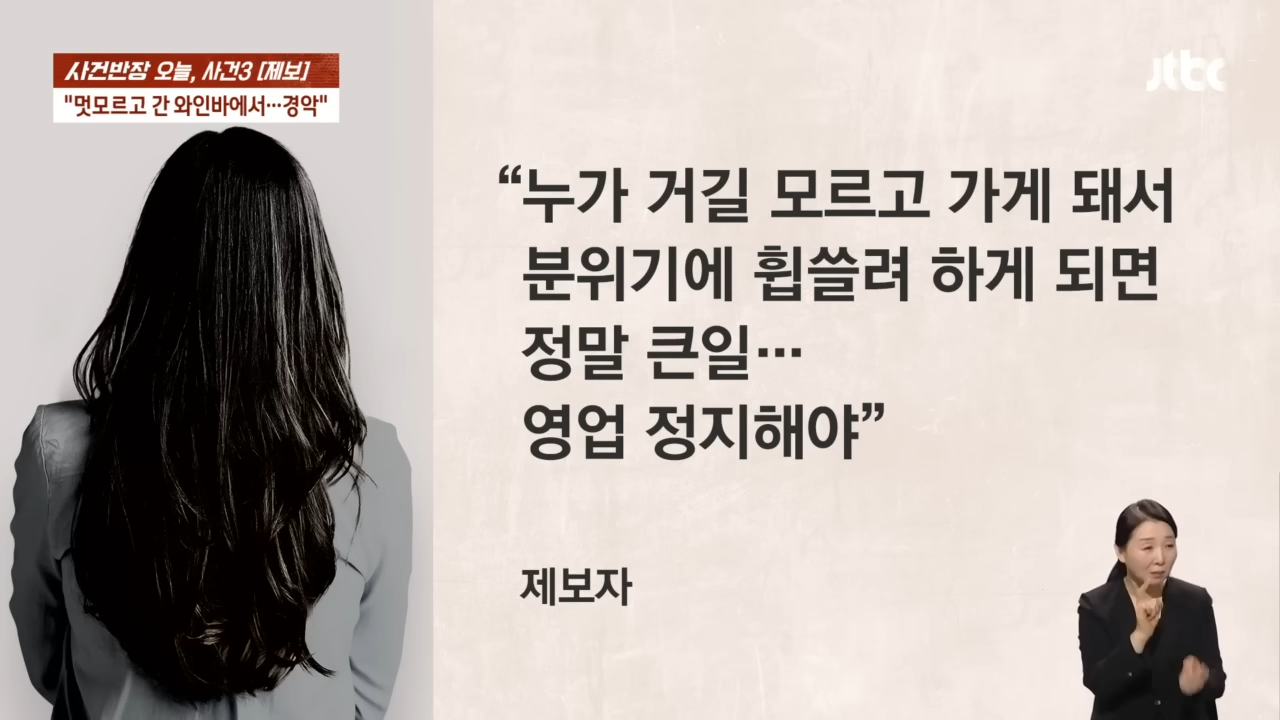 사건반장 오늘, 사건3 [제보]
"멋모르고 간 와인바에서…경악"
jtbc
“누가 거길 모르고 가게 돼서
분위기에 휩쓸려 하게 되면
정말 큰일…
영업 정지해야”
제보자